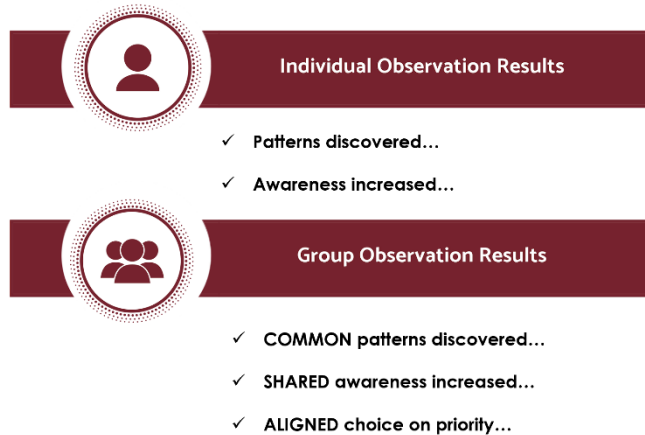 Individual Observation Results
✓ Patterns discovered...
✓ Awareness increased...
Group Observation Results
✓ COMMON patterns discovered...
✓ SHARED awareness increased...
✓ ALIGNED choice on priority...